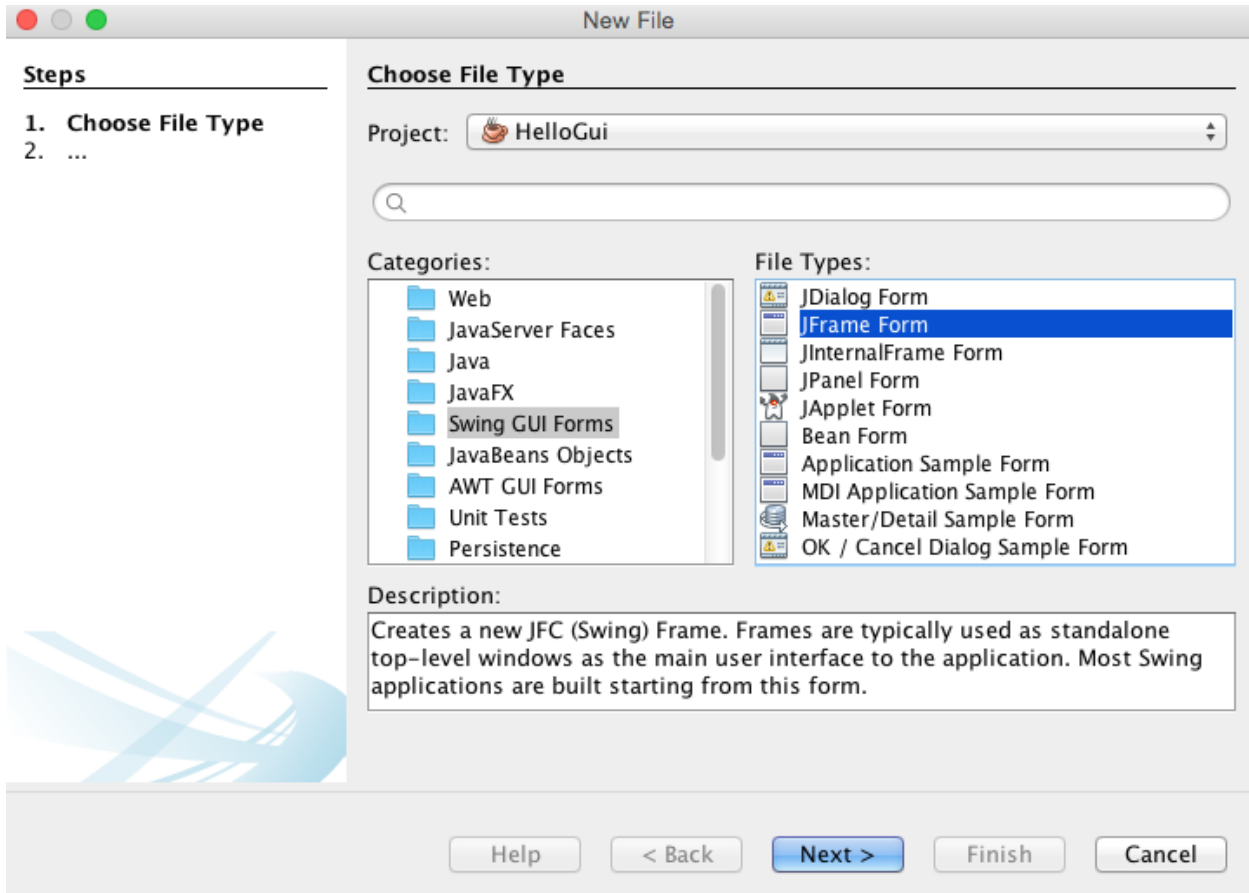 New File
Steps
1. Choose File Type
2. ...
Choose File Type
Project: HelloGui
Categories:
Web
JavaServer Faces
Java
JavaFX
Swing GUI Forms
JavaBeans Objects
AWT GUI Forms
Unit Tests
Persistence
File Types:
JDialog Form
JFrame Form
JInternalFrame Form
JPanel Form
JApplet Form
Bean Form
Application Sample Form
MDI Application Sample Form
Master/Detail Sample Form
OK / Cancel Dialog Sample Form
Description:
Creates a new JFC (Swing) Frame. Frames are typically used as standalone
top-level windows as the main user interface to the application. Most Swing
applications are built starting from this form.
Help < Back Next > Finish Cancel